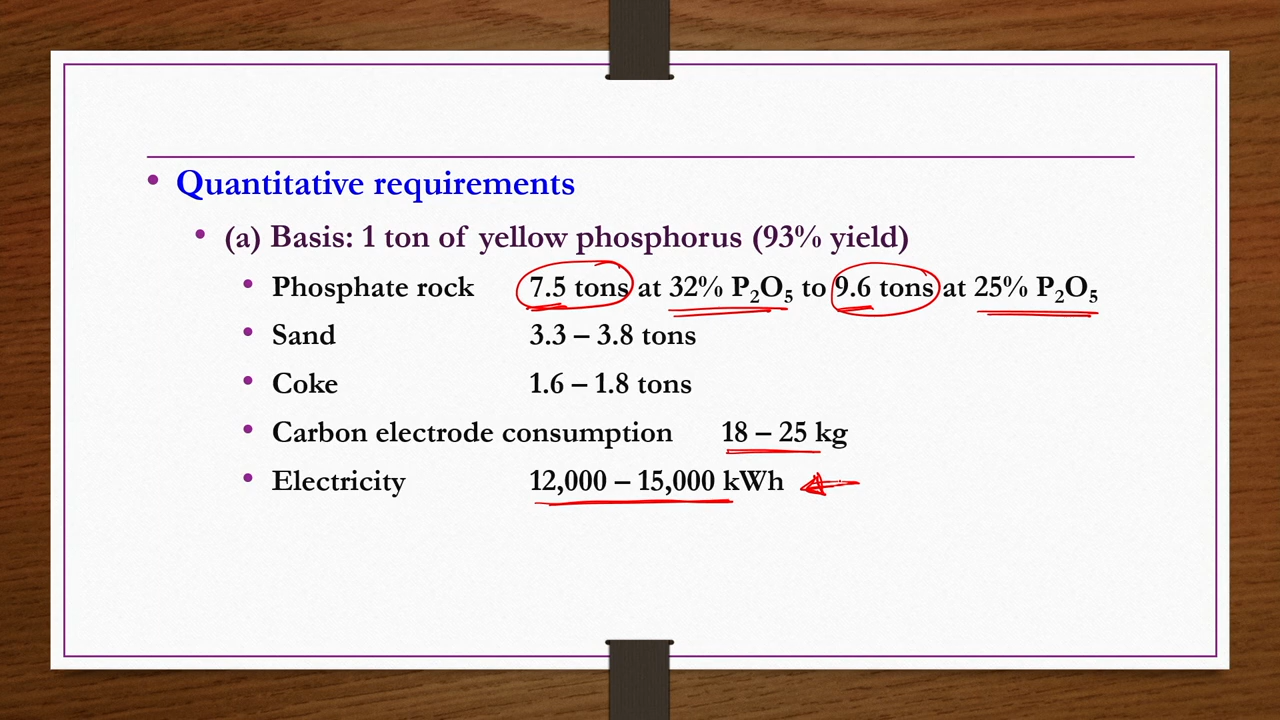 Quantitative requirements
(a) Basis: 1 ton of yellow phosphorus (93% yield)
Phosphate rock 7.5 tons at 32% P₂O₅ to 9.6 tons at 25% P₂O₅
Sand 3.3 – 3.8 tons
Coke 1.6 – 1.8 tons
Carbon electrode consumption 18 – 25 kg
Electricity 12,000 – 15,000 kWh